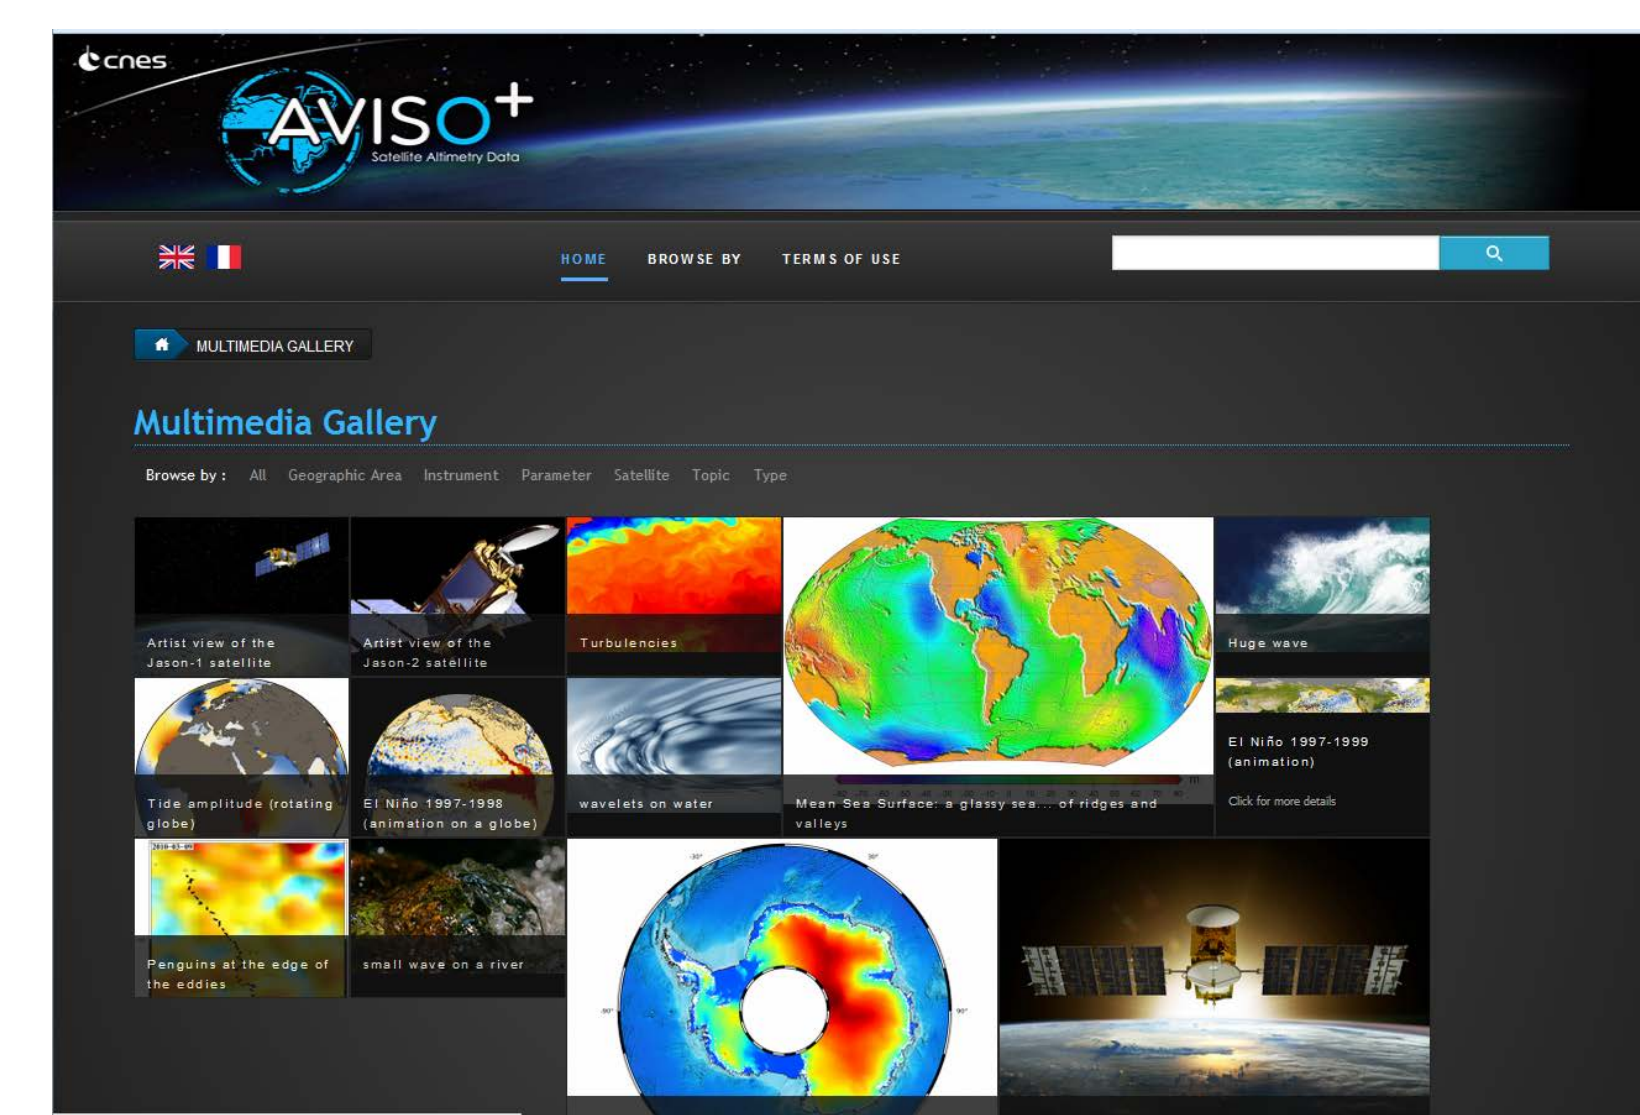 cnes
AVISO+
Satellite Altimetry Data
HOME BROWSE BY TERMS OF USE
MULTIMEDIA GALLERY
Multimedia Gallery
Browse by : All Geographic Area Instrument Parameter Satellite Topic Type
Artist view of the
Jason-1 satellite
Artist view of the
Jason-2 satellite
Turbulencies
Huge wave
Tide amplitude (rotating
globe)
El Niño 1997-1998
(animation on a globe)
wavelets on water
Mean Sea Surface: a glassy sea... of ridges and
valleys
El Niño 1997-1999
(animation)
Click for more details
2010-03-09
Penguins at the edge of
the eddies
small wave on a river
-30° 30°
-90° 90°